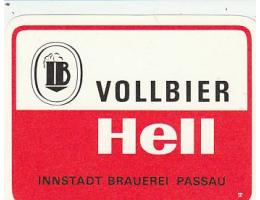 IB
VOLLBIER
Hell
INNSTADT BRAUEREI PASSAU